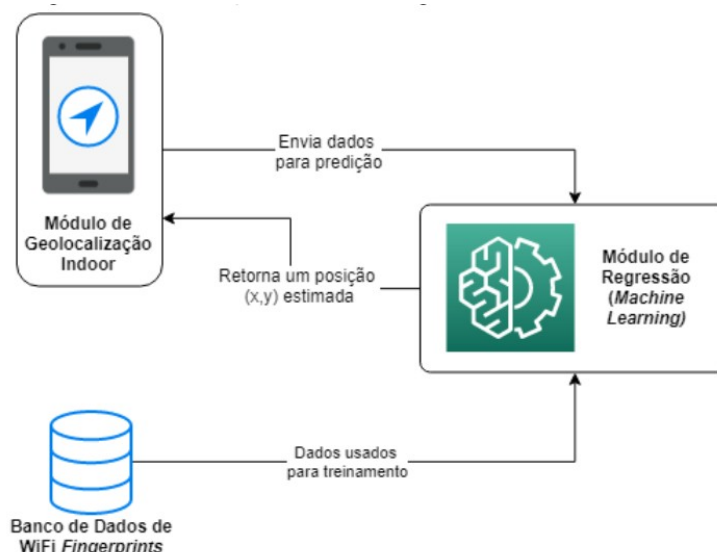 Envia dados
para predição
Módulo de
Geolocalização
Indoor
Retorna um posição
(x,y) estimada
Módulo de
Regressão
(Machine
Learning)
Dados usados
para treinamento
Banco de Dados de
WiFi Fingerprints